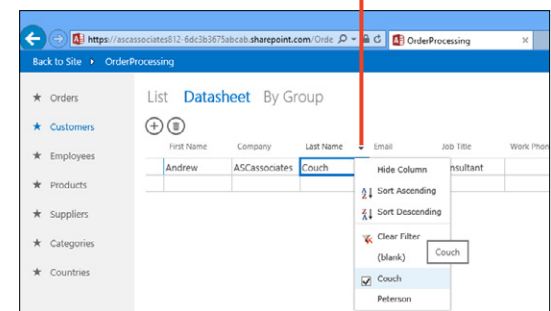 https://ascassociates812-6dc3b3675abcab.sharepoint.com/Orde
OrderProcessing
Back to Site OrderProcessing
List Datasheet By Group
Orders
Customers
Employees
Products
Suppliers
Categories
Countries
First Name Company Last Name Email Job Title Work Phon
Andrew ASCassociates Couch nsultant
Hide Column
Sort Ascending
Sort Descending
Clear Filter
(blank)
Couch
Couch
Peterson